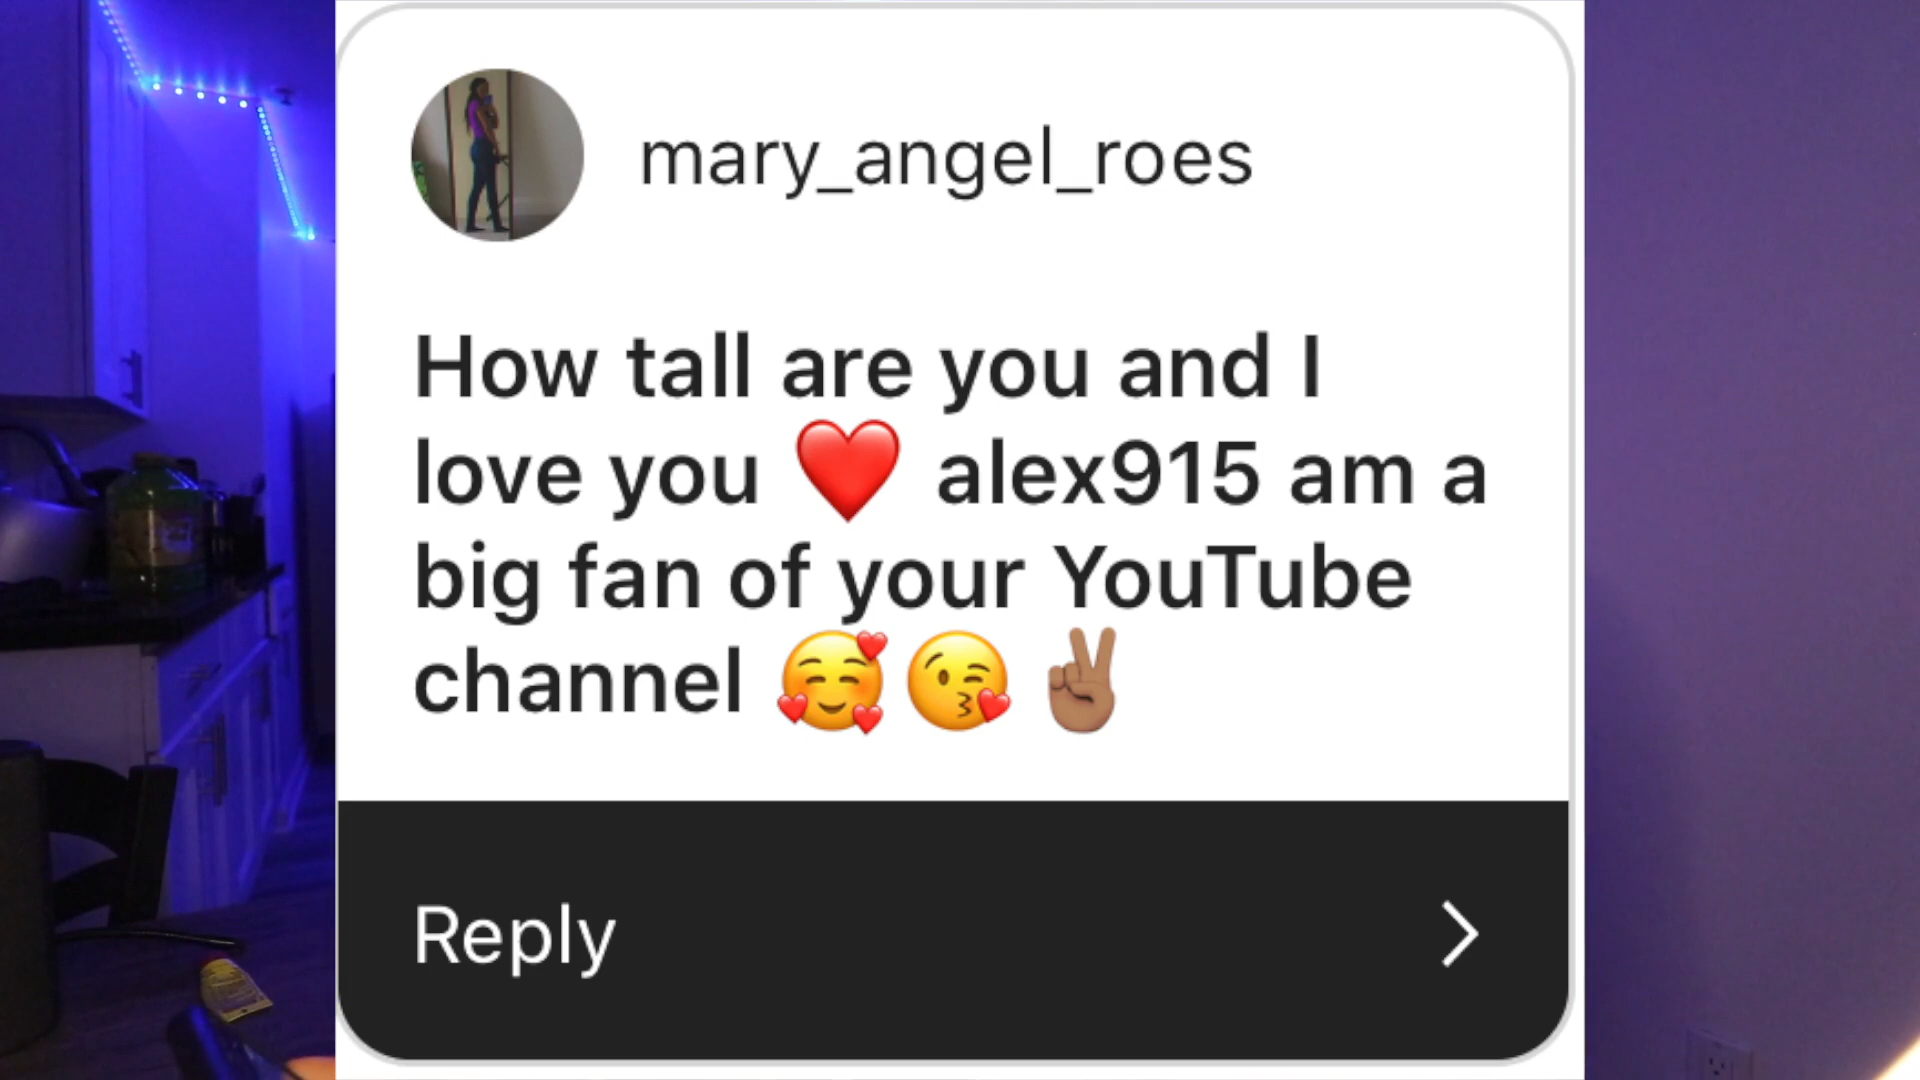 mary_angel_roes
How tall are you and I
love you ❤️ alex915 am a
big fan of your YouTube
channel 🥰 😘 ✌🏽
Reply